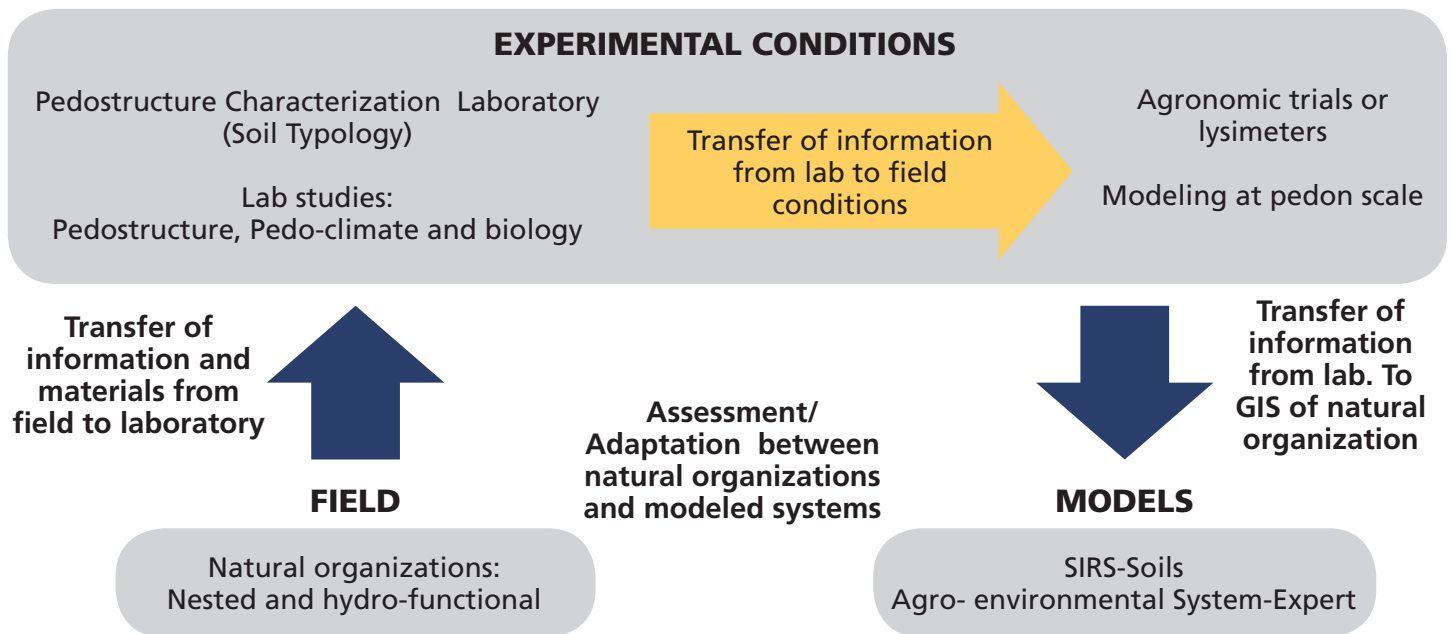 EXPERIMENTAL CONDITIONS
Pedostructure Characterization Laboratory
(Soil Typology)
Lab studies:
Pedostructure, Pedo-climate and biology
Transfer of information
from lab to field
conditions
Agronomic trials or
lysimeters
Modeling at pedon scale
Transfer of
information and
materials from
field to laboratory
Assessment/
Adaptation between
natural organizations
and modeled systems
Transfer of
information
from lab. To
GIS of natural
organization
FIELD
Natural organizations:
Nested and hydro-functional
MODELS
SIRS-Soils
Agro- environmental System-Expert